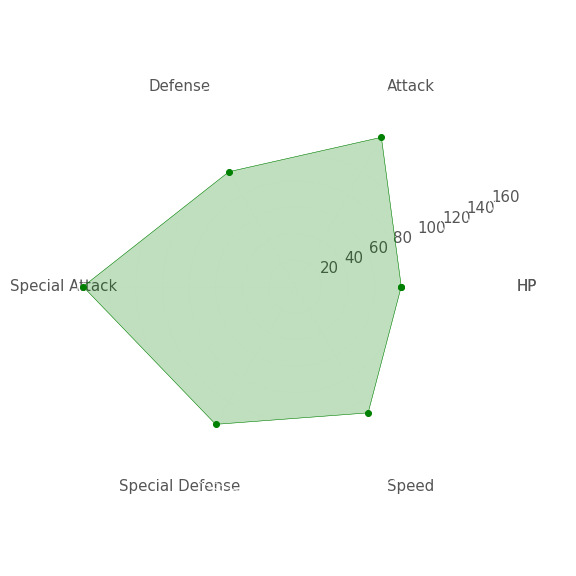 Defense
Attack
160
140
120
100
80
60
40
20
Special Attack
HP
Special Defense
Speed